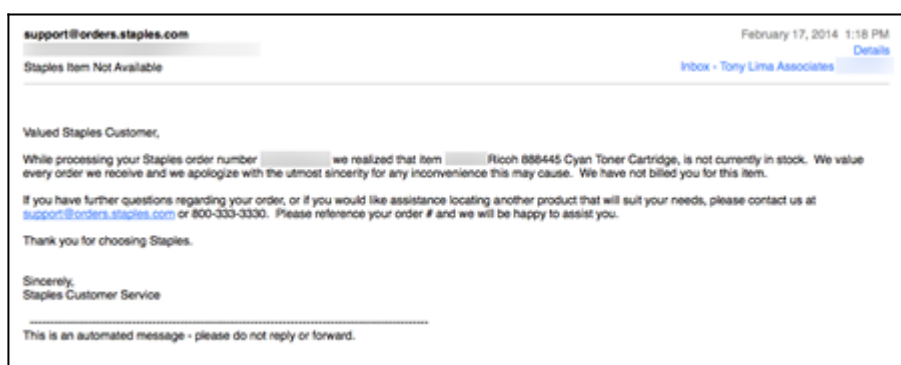 support@orders.staples.com
February 17, 2014 1:18 PM
Details
Staples Item Not Available
Inbox - Tony Lima Associates
Valued Staples Customer,
While processing your Staples order number we realized that item Ricoh 888445 Cyan Toner Cartridge, is not currently in stock. We value
every order we receive and we apologize with the utmost sincerity for any inconvenience this may cause. We have not billed you for this item.
If you have further questions regarding your order, or if you would like assistance locating another product that will suit your needs, please contact us at
support@orders.staples.com or 800-333-3330. Please reference your order # and we will be happy to assist you.
Thank you for choosing Staples.
Sincerely,
Staples Customer Service
--------------------------------------------------------------------------------
This is an automated message - please do not reply or forward.